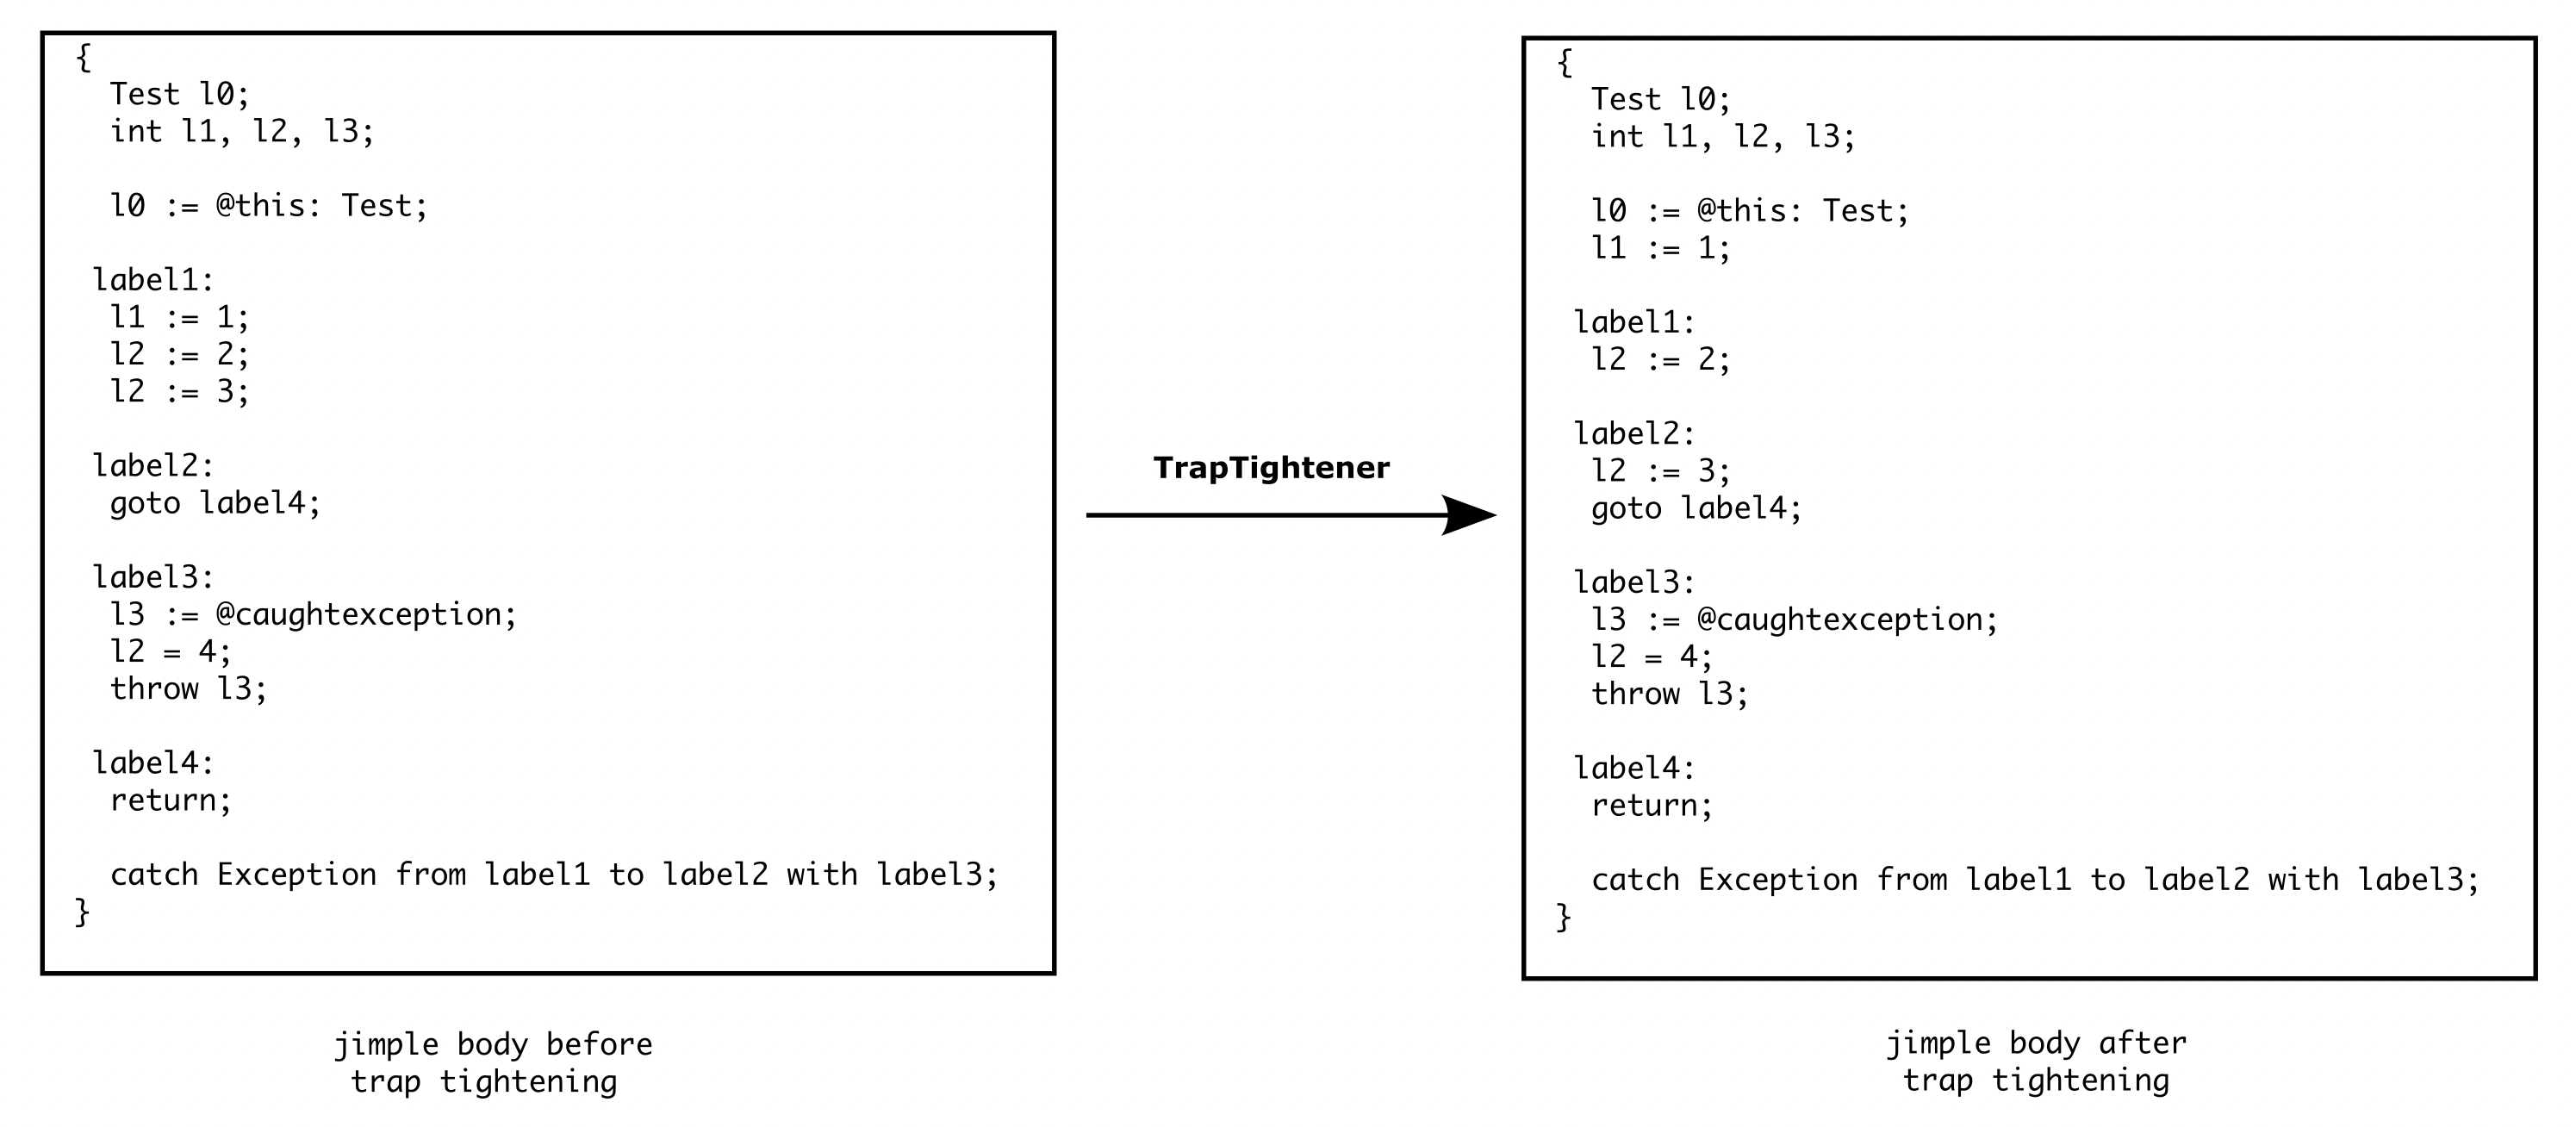 {
Test l0;
int l1, l2, l3;
l0 := @this: Test;
label1:
l1 := 1;
l2 := 2;
l2 := 3;
label2:
goto label4;
label3:
l3 := @caughtexception;
l2 = 4;
throw l3;
label4:
return;
catch Exception from label1 to label2 with label3;
}
jimple body before
trap tightening
TrapTightener
{
Test l0;
int l1, l2, l3;
l0 := @this: Test;
l1 := 1;
label1:
l2 := 2;
label2:
l2 := 3;
goto label4;
label3:
l3 := @caughtexception;
l2 = 4;
throw l3;
label4:
return;
catch Exception from label1 to label2 with label3;
}
jimple body after
trap tightening